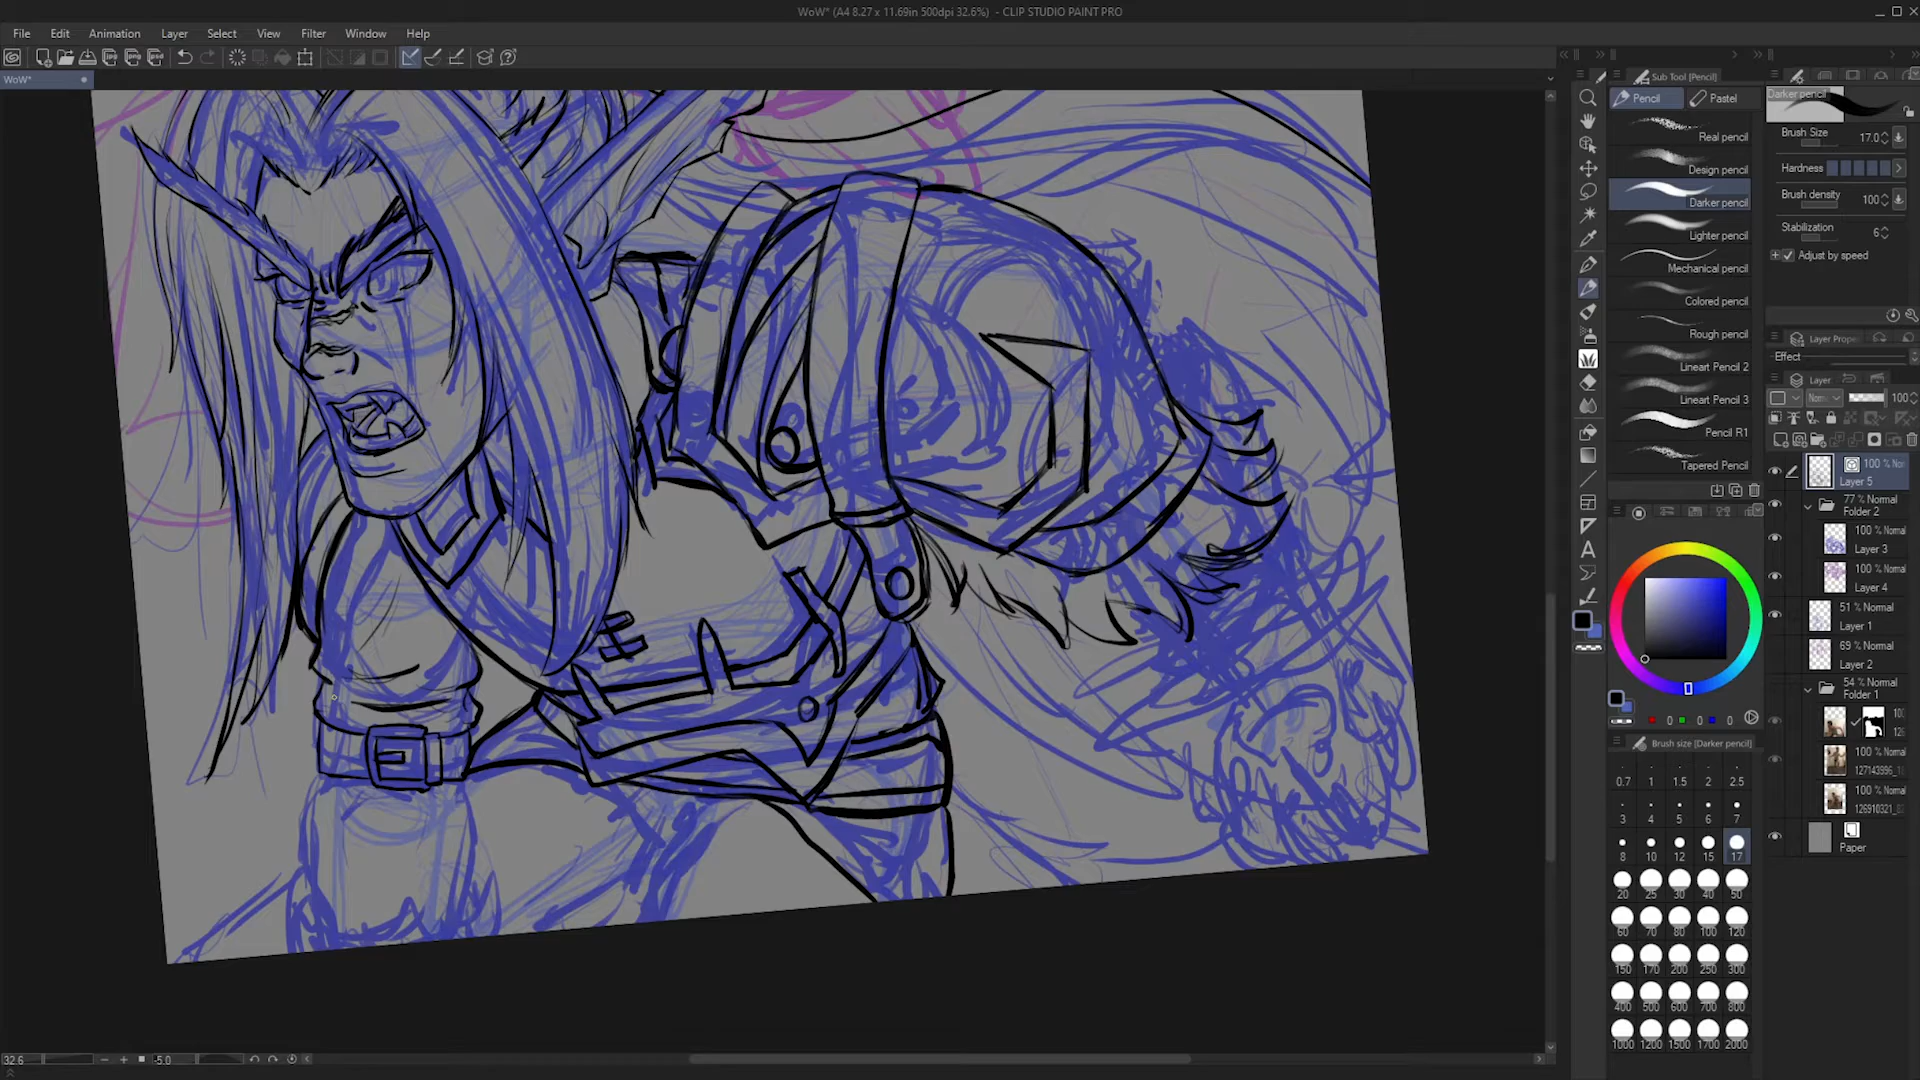 WoW* (A4 8.27 x 11.69in 500dpi 32.6%) - CLIP STUDIO PAINT PRO
File Edit Animation Layer Select View Filter Window Help
WoW*
Sub Tool [Pencil]
Pencil
Pastel
Real pencil
Design pencil
Darker pencil
Lighter pencil
Mechanical pencil
Colored pencil
Rough pencil
Lineart Pencil 2
Lineart Pencil 3
Pencil R1
Tapered Pencil
Darker pencil
Brush Size 17.0
Hardness
Brush density 100
Stabilization 6
Adjust by speed
Layer Prope
Effect
Layer
100
100 %
Layer 5
77 % Normal
Folder 2
100 % Normal
Layer 3
100 % Normal
Layer 4
51 % Normal
Layer 1
69 % Normal
Layer 2
54 % Normal
Folder 1
100 % Normal
127143996_1
100 % Normal
Paper
0 0 0
Brush size [Darker pencil]
0.7 1 1.5 2 2.5
3 4 5 6 7
8 10 12 15 17
20 25 30 40 50
60 70 80 100 120
150 170 200 250 300
400 500 600 700 800
1000 1200 1500 1700 2000
32.6
-5.0